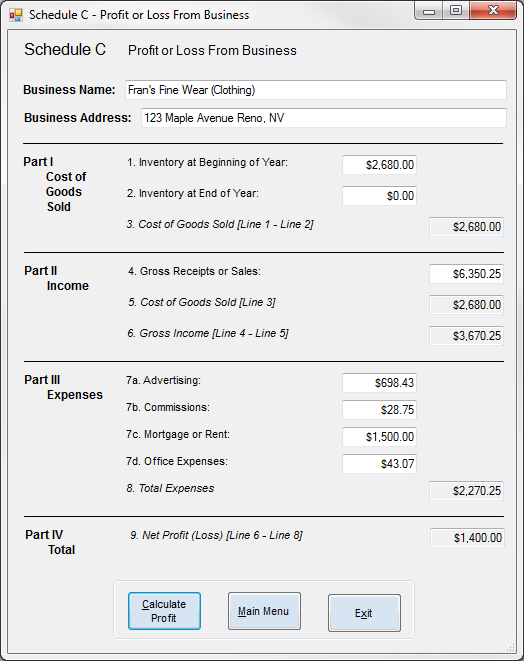 Schedule C - Profit or Loss From Business
Schedule C Profit or Loss From Business
Business Name: Fran's Fine Wear (Clothing)
Business Address: 123 Maple Avenue Reno, NV
Part I 1. Inventory at Beginning of Year: $2,680.00
Cost of
Goods 2. Inventory at End of Year: $0.00
Sold
3. Cost of Goods Sold [Line 1 - Line 2] $2,680.00
Part II 4. Gross Receipts or Sales: $6,350.25
Income
5. Cost of Goods Sold [Line 3] $2,680.00
6. Gross Income [Line 4 - Line 5] $3,670.25
Part III 7a. Advertising: $698.43
Expenses
7b. Commissions: $28.75
7c. Mortgage or Rent: $1,500.00
7d. Office Expenses: $43.07
8. Total Expenses $2,270.25
Part IV 9. Net Profit (Loss) [Line 6 - Line 8] $1,400.00
Total
Calculate
Profit
Main Menu
Exit